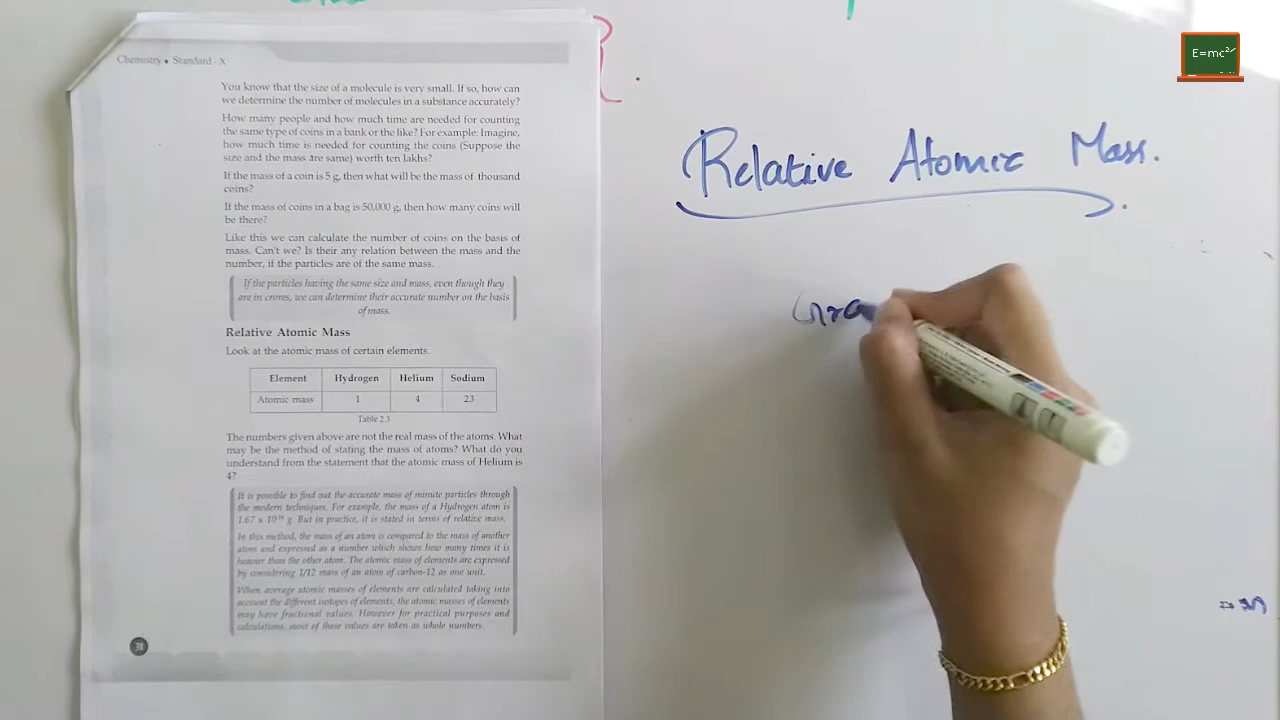 E=mc²
Chemistry • Standard - X
You know that the size of a molecule is very small. If so, how can
we determine the number of molecules in a substance accurately?
How many people and how much time are needed for counting
the same type of coins in a bank or the like? For example: Imagine,
how much time is needed for counting the coins (Suppose the
size and the mass are same) worth ten lakhs?
If the mass of a coin is 5 g, then what will be the mass of thousand
coins?
If the mass of coins in a bag is 50,000 g, then how many coins will
be there?
Like this we can calculate the number of coins on the basis of
mass. Can't we? Is their any relation between the mass and the
number, if the particles are of the same mass.
If the particles having the same size and mass, even though they
are in crores, we can determine their accurate number on the basis
of mass.
Relative Atomic Mass
Look at the atomic mass of certain elements.
Element Hydrogen Helium Sodium
Atomic mass 1 4 23
Table 2.3
The numbers given above are not the real mass of the atoms. What
may be the method of stating the mass of atoms? What do you
understand from the statement that the atomic mass of Helium is
4?
It is possible to find out the accurate mass of minute particles through
the modern techniques. For example, the mass of a Hydrogen atom is
1.67 x 10 g. But in practice, it is stated in terms of relative mass.
In this method, the mass of an atom is compared to the mass of another
atom and expressed as a number which shows how many times it is
heavier than the other atom. The atomic mass of elements are expressed
by considering 1/12 mass of an atom of carbon-12 as one unit.
When average atomic masses of elements are calculated taking into
account the different isotopes of elements, the atomic masses of elements
may have fractional values. However for practical purposes and
calculations, most of these values are taken as whole numbers.
38
Relative Atomic Mass.
Gra